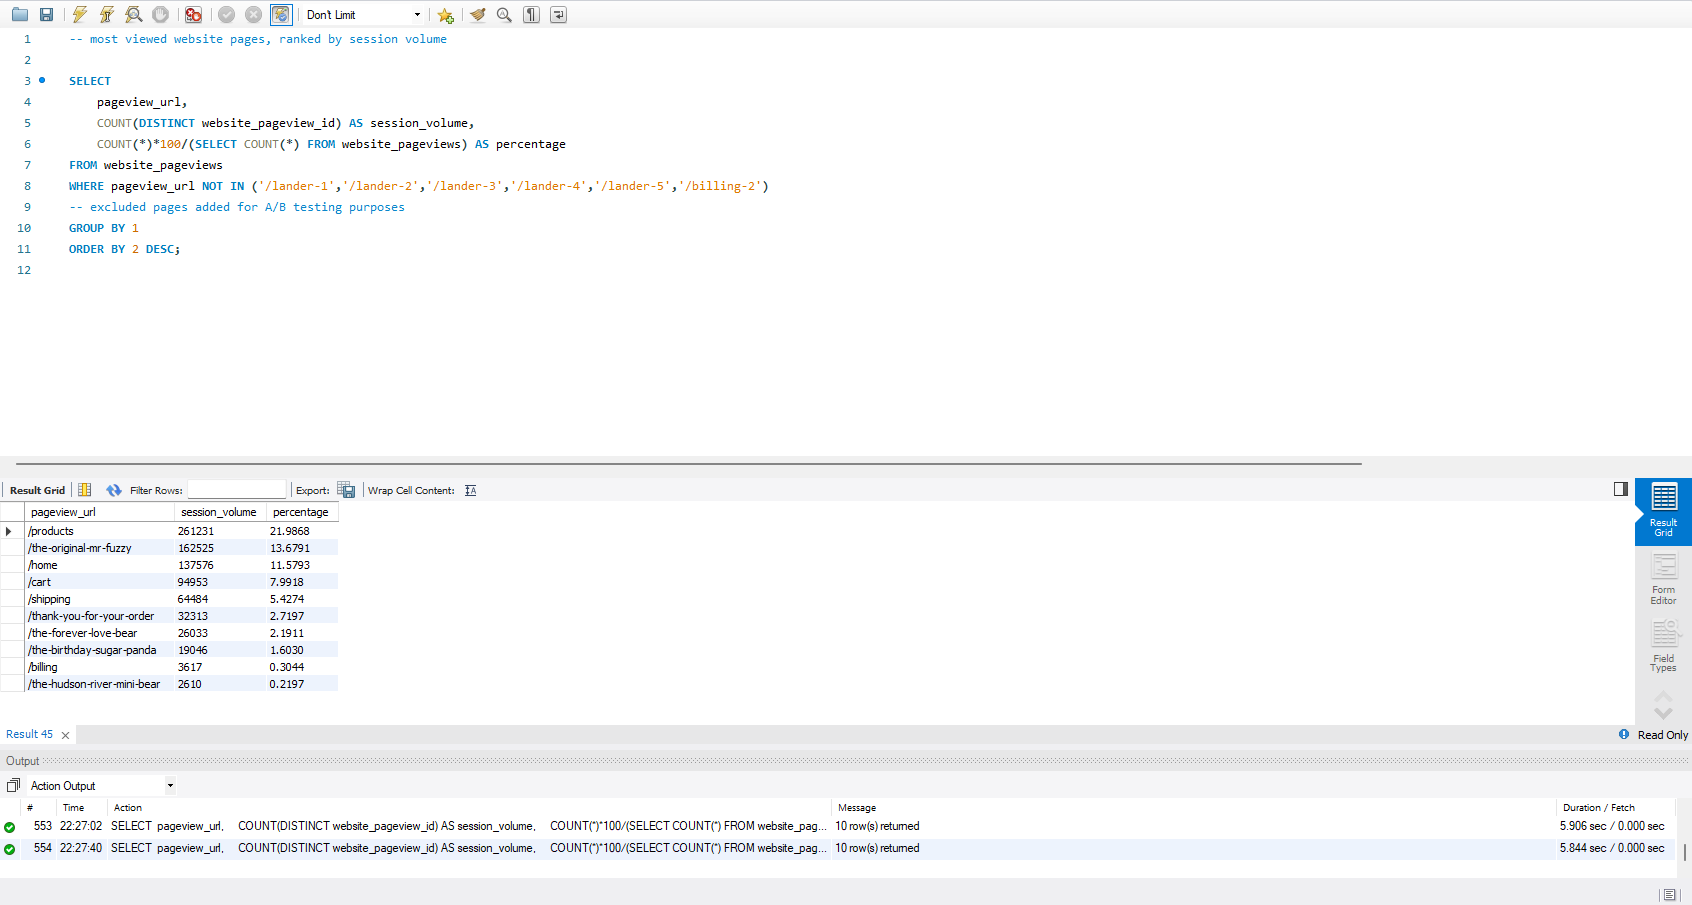 Don't Limit
1 -- most viewed website pages, ranked by session volume
2
3 SELECT
4 pageview_url,
5 COUNT(DISTINCT website_pageview_id) AS session_volume,
6 COUNT(*)*100/(SELECT COUNT(*) FROM website_pageviews) AS percentage
7 FROM website_pageviews
8 WHERE pageview_url NOT IN ('/lander-1','/lander-2','/lander-3','/lander-4','/lander-5','/billing-2')
9 -- excluded pages added for A/B testing purposes
10 GROUP BY 1
11 ORDER BY 2 DESC;
12
Result Grid Filter Rows: Export: Wrap Cell Content:
pageview_url session_volume percentage
/products 261231 21.9868
/the-original-mr-fuzzy 162525 13.6791
/home 137576 11.5793
/cart 94953 7.9918
/shipping 64484 5.4274
/thank-you-for-your-order 32313 2.7197
/the-forever-love-bear 26033 2.1911
/the-birthday-sugar-panda 19046 1.6030
/billing 3617 0.3044
/the-hudson-river-mini-bear 2610 0.2197
Result
Grid
Form
Editor
Field
Types
Result 45 Read Only
Output
Action Output
# Time Action Message Duration / Fetch
553 22:27:02 SELECT pageview_url, COUNT(DISTINCT website_pageview_id) AS session_volume, COUNT(*)*100/(SELECT COUNT(*) FROM website_pag... 10 row(s) returned 5.906 sec / 0.000 sec
554 22:27:40 SELECT pageview_url, COUNT(DISTINCT website_pageview_id) AS session_volume, COUNT(*)*100/(SELECT COUNT(*) FROM website_pag... 10 row(s) returned 5.844 sec / 0.000 sec